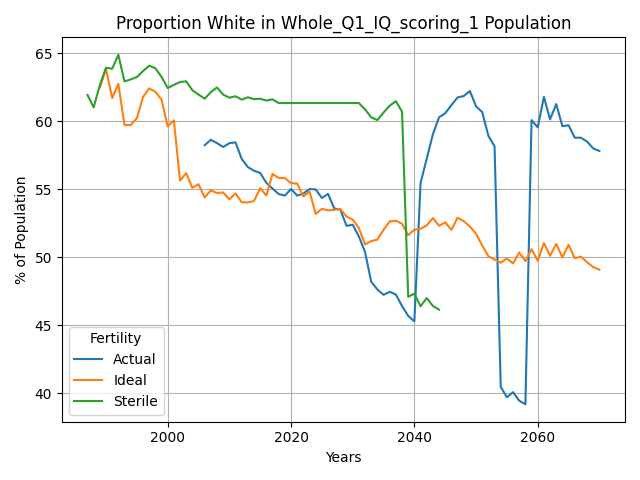 Proportion White in Whole_Q1_IQ_scoring_1 Population
% of Population
65
60
55
50
45
40
Fertility
Actual
Ideal
Sterile
2000
2020
2040
2060
Years